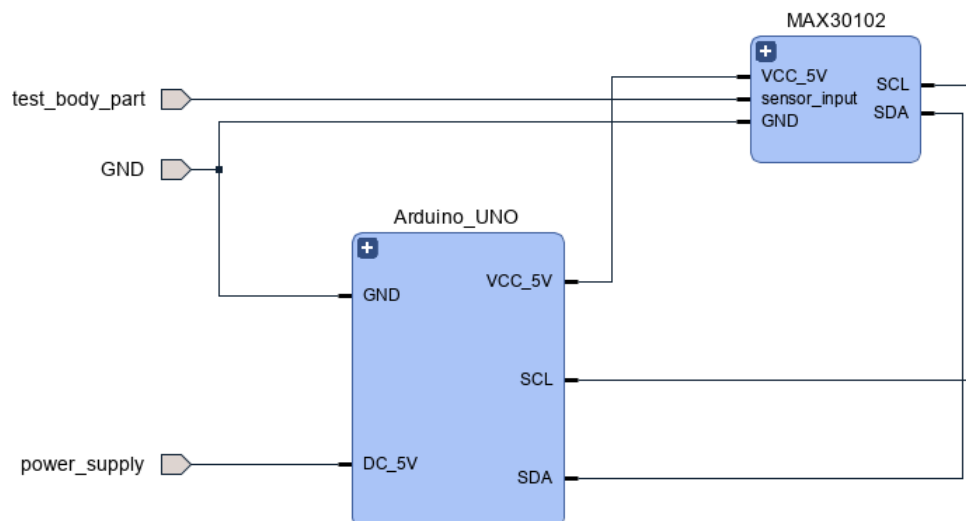 MAX30102
VCC_5V
SCL
test_body_part
sensor_input
SDA
GND
GND
Arduino_UNO
VCC_5V
GND
SCL
power_supply
DC_5V
SDA